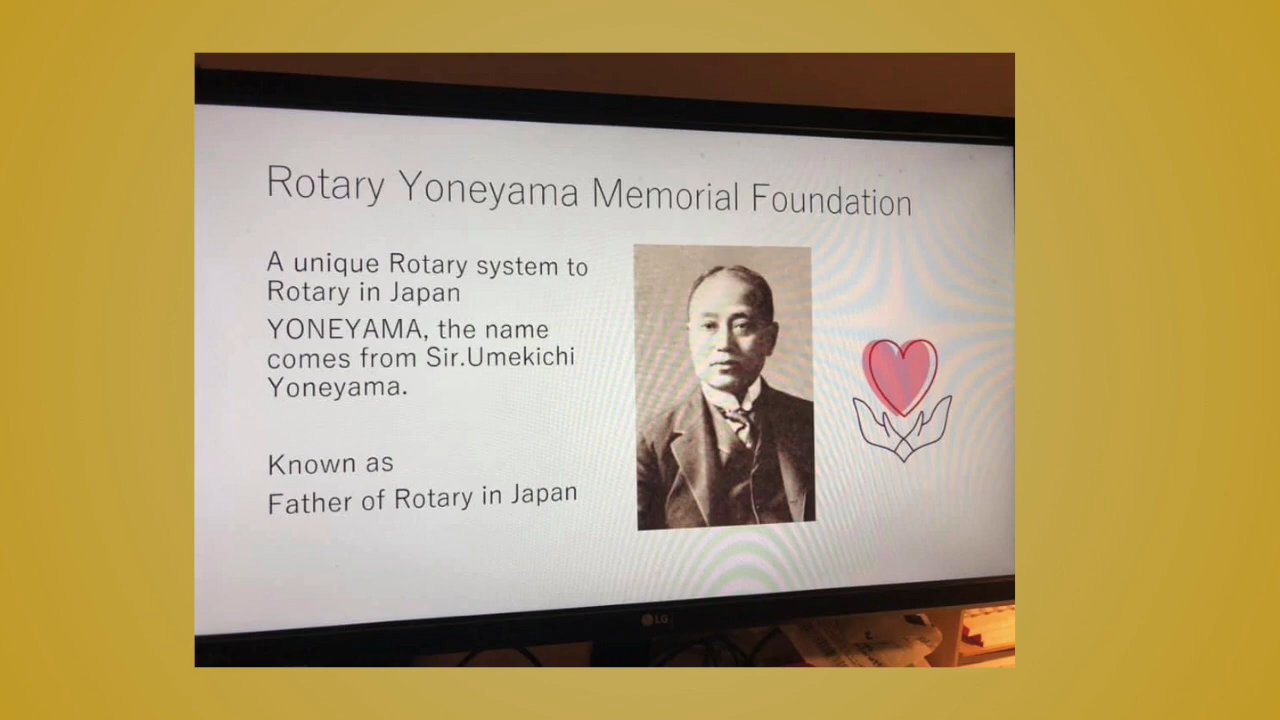 Rotary Yoneyama Memorial Foundation
A unique Rotary system to
Rotary in Japan
YONEYAMA, the name
comes from Sir.Umekichi
Yoneyama.
Known as
Father of Rotary in Japan
LG